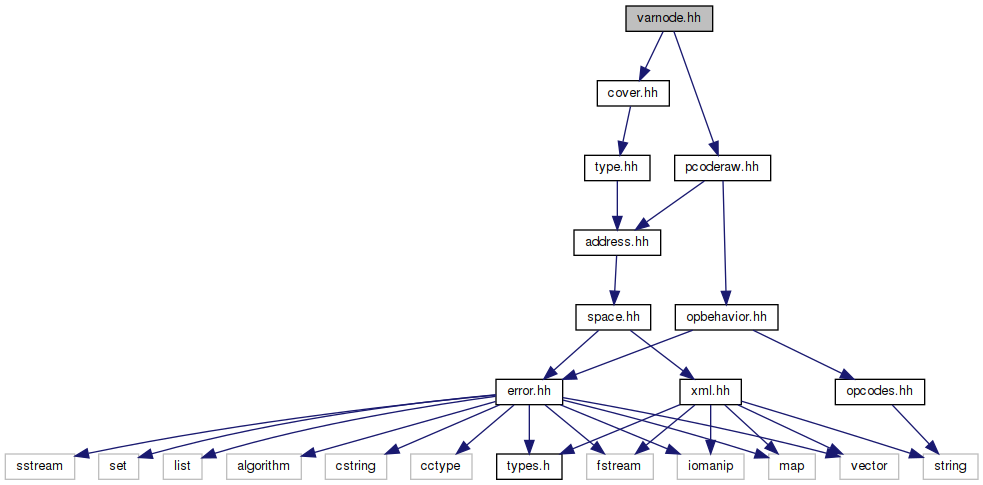 varnode.hh
cover.hh
type.hh
pcoderaw.hh
address.hh
space.hh
opbehavior.hh
error.hh
xml.hh
opcodes.hh
sstream
set
list
algorithm
cstring
cctype
types.h
fstream
iomanip
map
vector
string